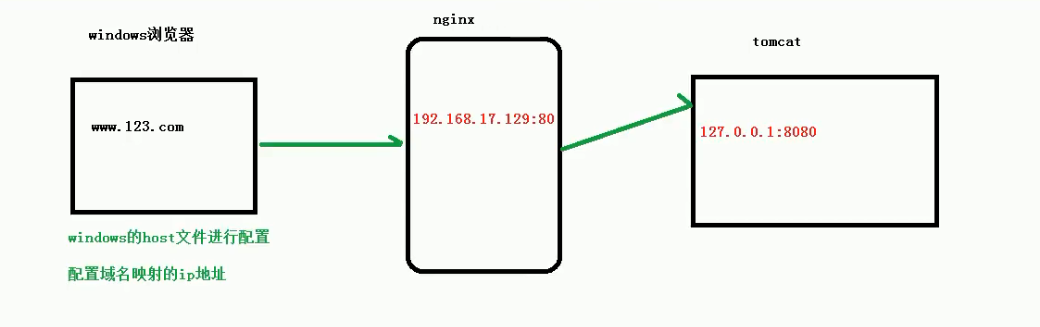 windows浏览器
nginx
tomcat
www.123.com
192.168.17.129:80
127.0.0.1:8080
windows的host文件进行配置
配置域名映射的ip地址